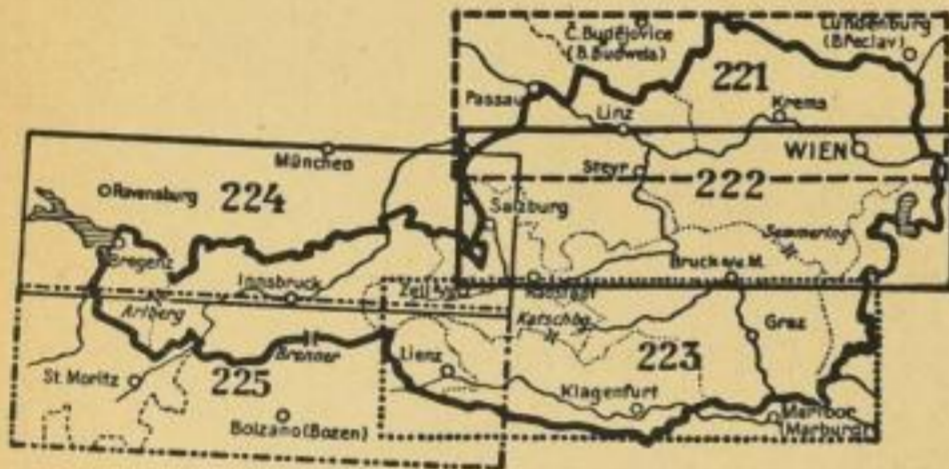 Č. Budějovice
(B. Budweis)
Lundenburg
(Břeclav)
221
Passau
Linz
Krems
WIEN
Steyr
222
München
Ravensburg
224
Salzburg
Semmering
Bregenz
Innsbruck
Bruck a/d. M.
Radstadt
Arlberg
Katschbg.
Graz
Brenner
Lienz
223
St. Moritz
225
Klagenfurt
Bolzano (Bozen)
Maribor
(Marburg)